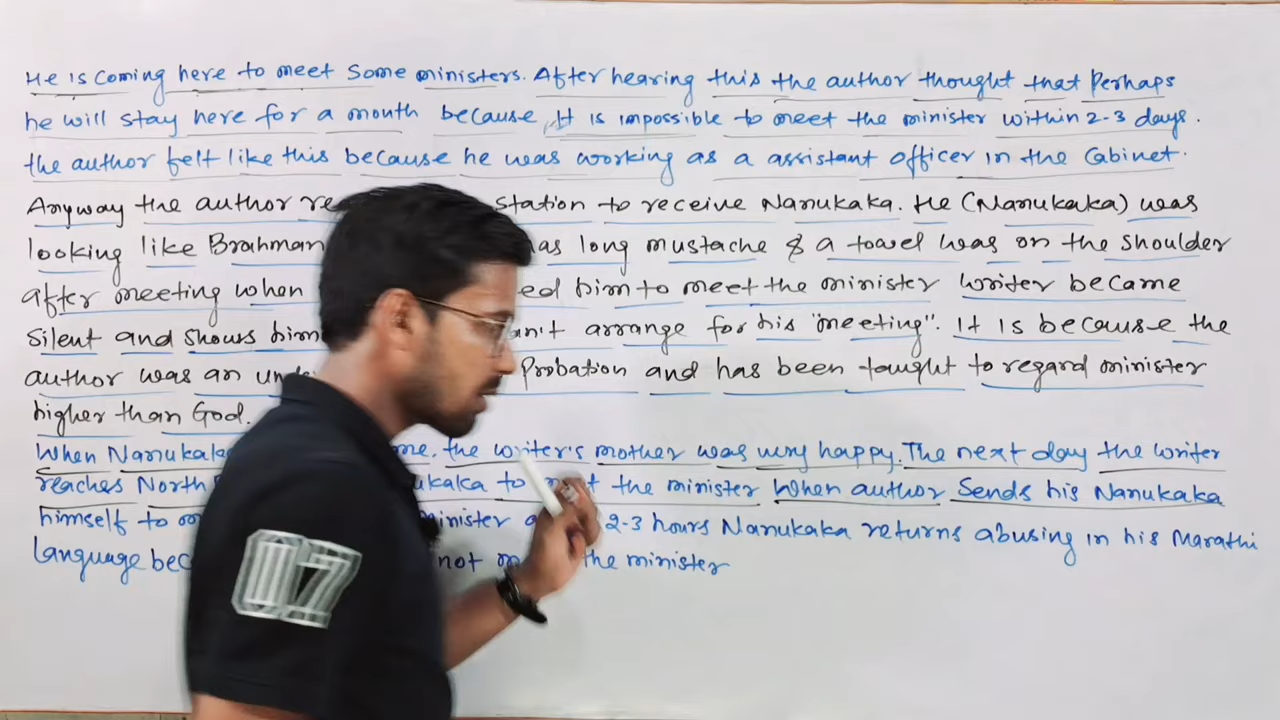 He is coming here to meet some ministers. After hearing this the author thought that Perhaps
he will stay here for a month because, It is impossible to meet the minister within 2-3 days.
the author felt like this because he was working as a assistant officer in the Cabinet.
Anyway the author station to receive Nanukaka. He (Nanukaka) was
looking like Brahman long mustache & a towel was on the shoulder
after meeting when him to meet the minister writer became
silent and shows him arrange for his "meeting". It is because the
author was an Probation and has been taught to regard minister
higher than God.
When the writer's mother was very happy. The next day the writer
reaches North to the minister when author sends his Nanukaka
himself to 2-3 hours Nanukaka returns abusing in his Marathi
language not the minister
07